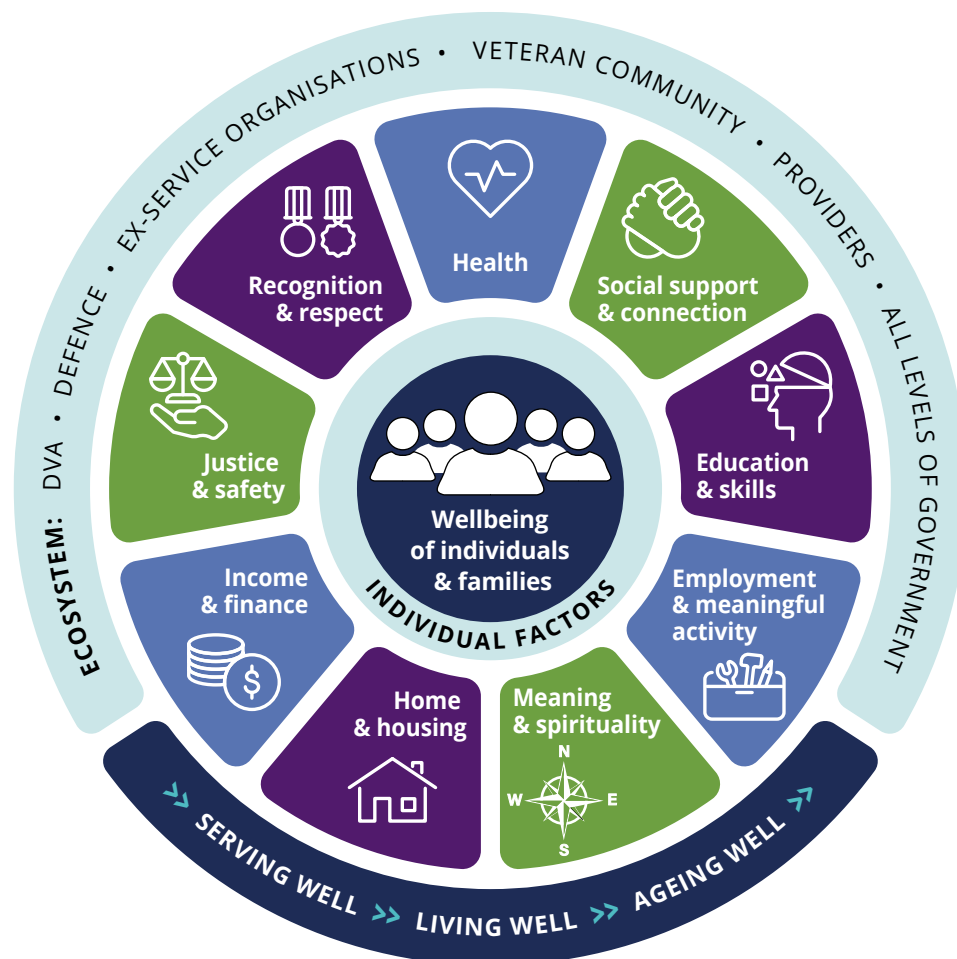 ECOSYSTEM: DVA • DEFENCE • EX-SERVICE ORGANISATIONS • VETERAN COMMUNITY • PROVIDERS • ALL LEVELS OF GOVERNMENT
Health
Social support
& connection
Education
& skills
Employment
& meaningful
activity
Meaning
& spirituality
N
W E
S
Home
& housing
Income
& finance
$
Justice
& safety
Recognition
& respect
Wellbeing
of individuals
& families
INDIVIDUAL FACTORS
>> SERVING WELL >> LIVING WELL >> AGEING WELL >>